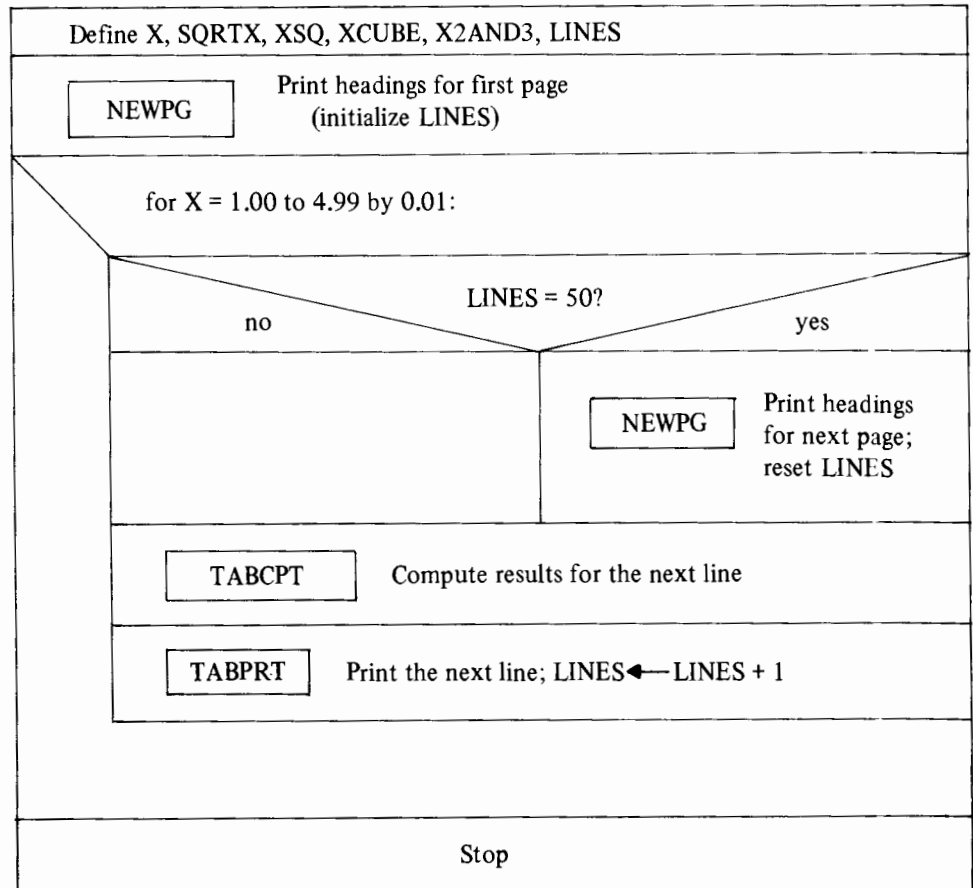 Define X, SQRTX, XSQ, XCUBE, X2AND3, LINES
NEWPG
Print headings for first page
(initialize LINES)
for X = 1.00 to 4.99 by 0.01:
LINES = 50?
no
yes
NEWPG
Print headings
for next page;
reset LINES
TABCPT
Compute results for the next line
TABPRT
Print the next line; LINES ← LINES + 1
Stop